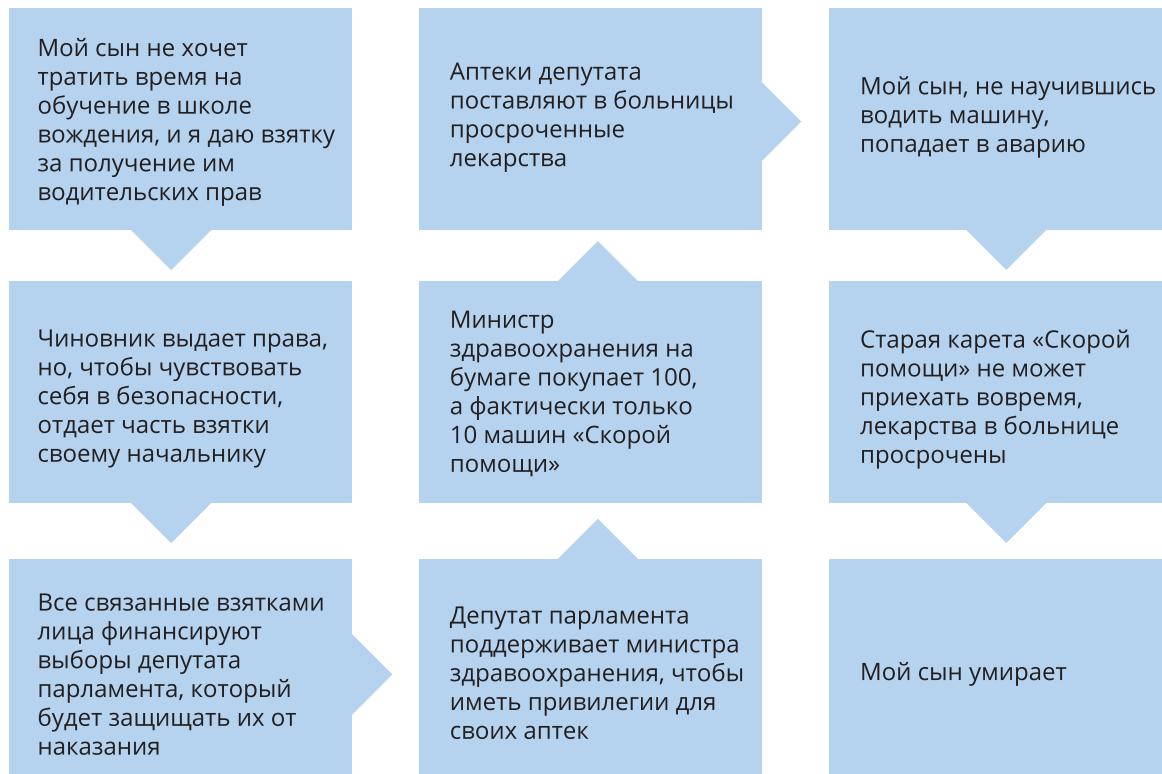 Мой сын не хочет
тратить время на
обучение в школе
вождения, и я даю взятку
за получение им
водительских прав
Чиновник выдает права,
но, чтобы чувствовать
себя в безопасности,
отдает часть взятки
своему начальнику
Все связанные взятками
лица финансируют
выборы депутата
парламента, который
будет защищать их от
наказания
Депутат парламента
поддерживает министра
здравоохранения, чтобы
иметь привилегии для
своих аптек
Министр
здравоохранения на
бумаге покупает 100,
а фактически только
10 машин «Скорой
помощи»
Аптеки депутата
поставляют в больницы
просроченные
лекарства
Мой сын, не научившись
водить машину,
попадает в аварию
Старая карета «Скорой
помощи» не может
приехать вовремя,
лекарства в больнице
просрочены
Мой сын умирает